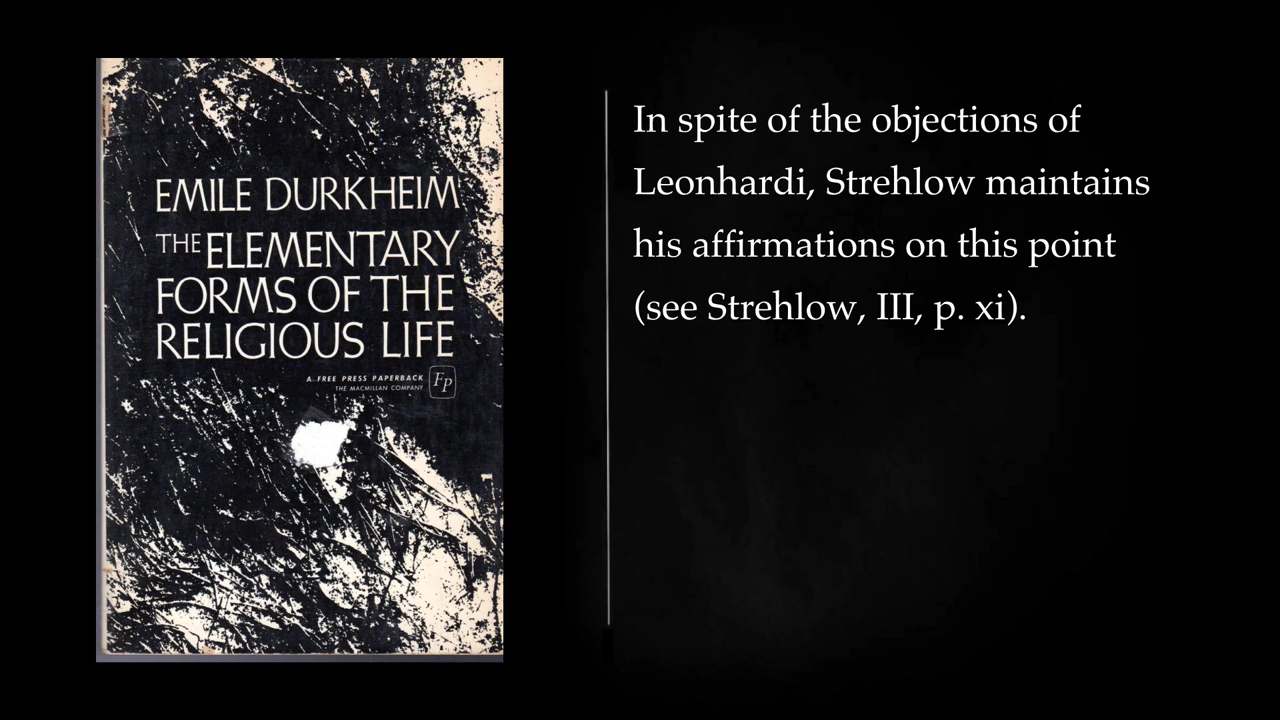 EMILE DURKHEIM
THE ELEMENTARY
FORMS OF THE
RELIGIOUS LIFE
A FREE PRESS PAPERBACK
THE MACMILLAN COMPANY
Fp
In spite of the objections of
Leonhardi, Strehlow maintains
his affirmations on this point
(see Strehlow, III, p. xi).